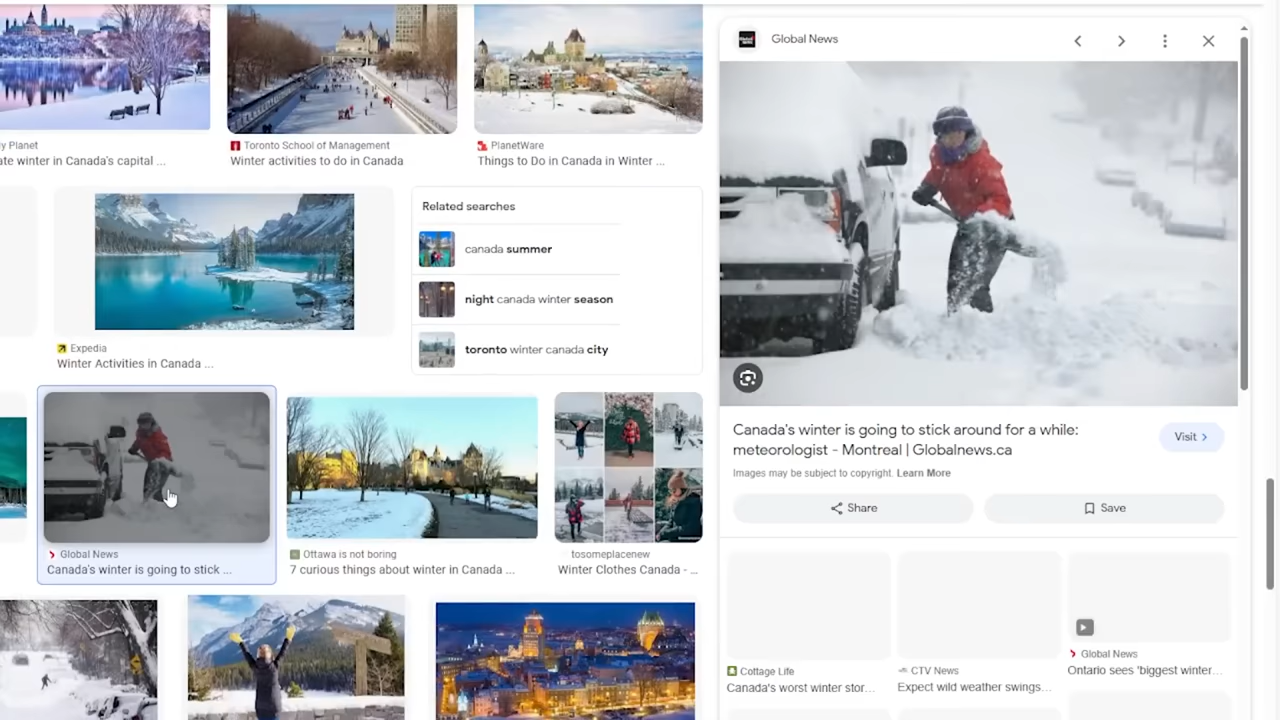 ly Planet
ate winter in Canada's capital ...
Toronto School of Management
Winter activities to do in Canada
PlanetWare
Things to Do in Canada in Winter ...
Expedia
Winter Activities in Canada ...
Related searches
canada summer
night canada winter season
toronto winter canada city
Global News
Canada's winter is going to stick ...
Ottawa is not boring
7 curious things about winter in Canada ...
tosomeplacenew
Winter Clothes Canada - ...
Global News
Canada's winter is going to stick around for a while:
meteorologist - Montreal | Globalnews.ca
Visit
Images may be subject to copyright. Learn More
Share
Save
Cottage Life
Canada's worst winter stor...
CTV News
Expect wild weather swings...
Global News
Ontario sees 'biggest winter...